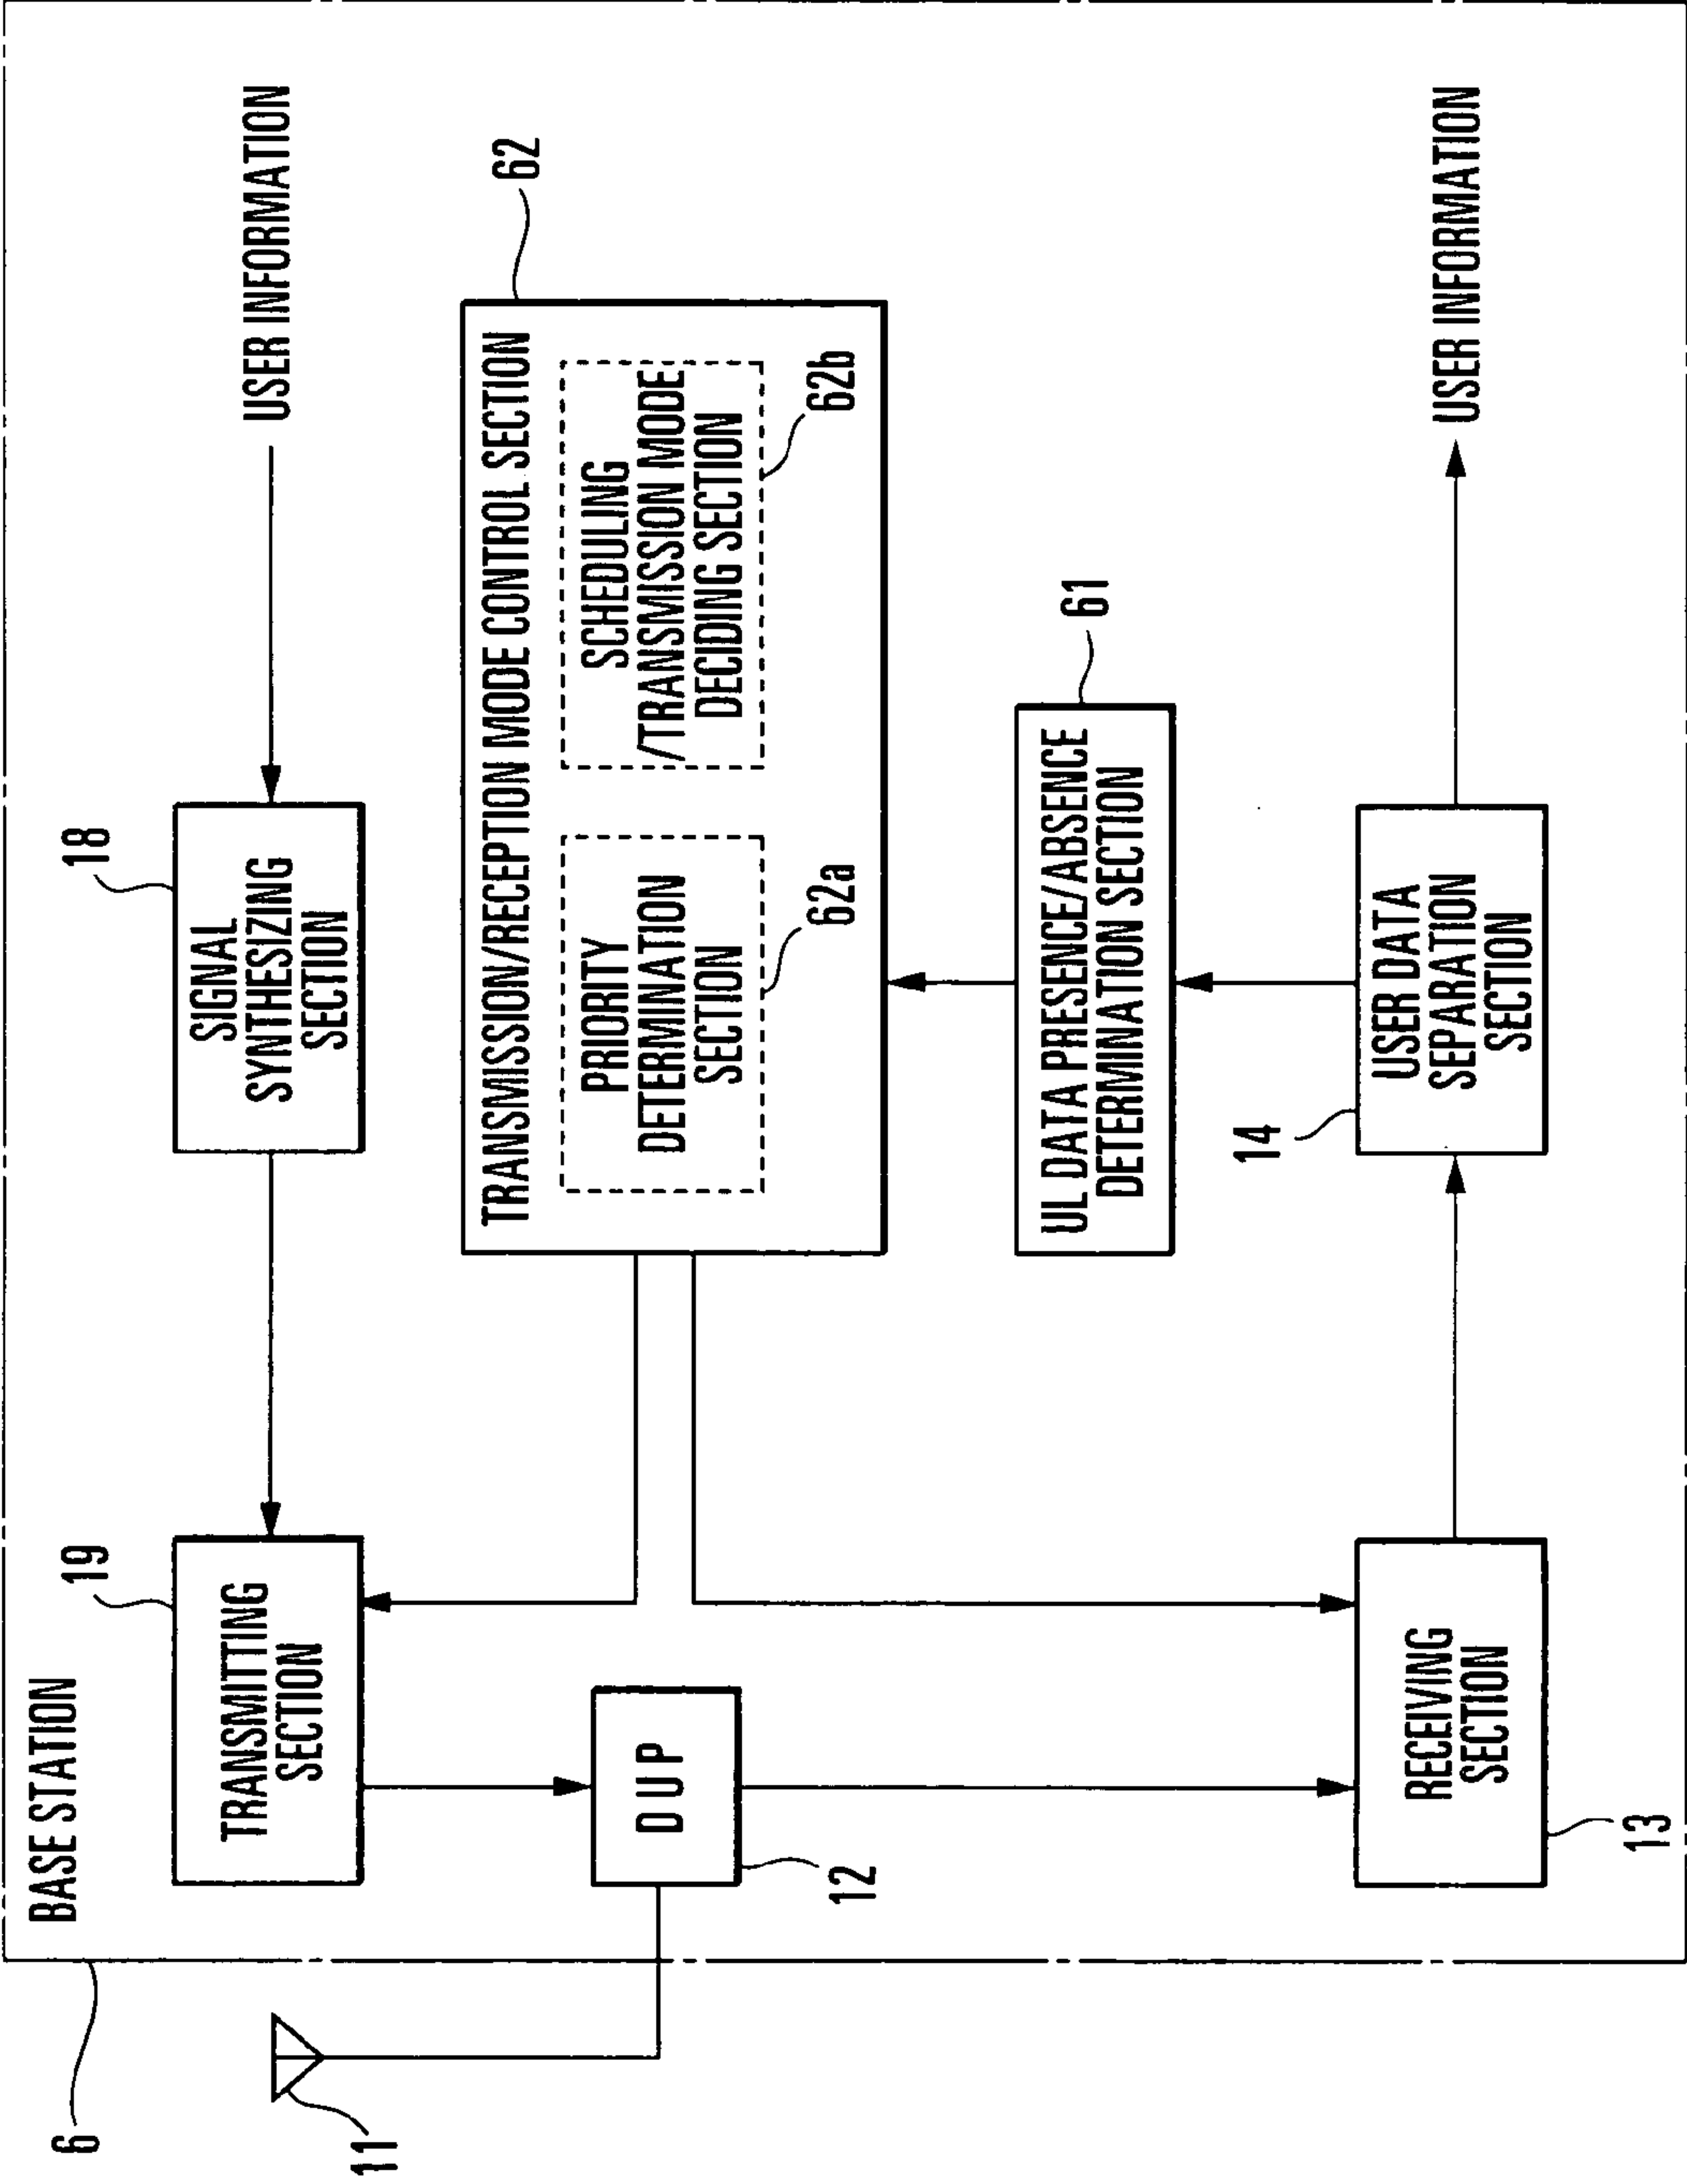 6
BASE STATION
11
19
TRANSMITTING
SECTION
18
SIGNAL
SYNTHESIZING
SECTION
USER INFORMATION
62
TRANSMISSION/RECEPTION MODE CONTROL SECTION
PRIORITY
DETERMINATION
SECTION
62a
SCHEDULING
/TRANSMISSION MODE
DECIDING SECTION
62b
DUP
12
UL DATA PRESENCE/ABSENCE
DETERMINATION SECTION
61
RECEIVING
SECTION
13
14
USER DATA
SEPARATION
SECTION
USER INFORMATION